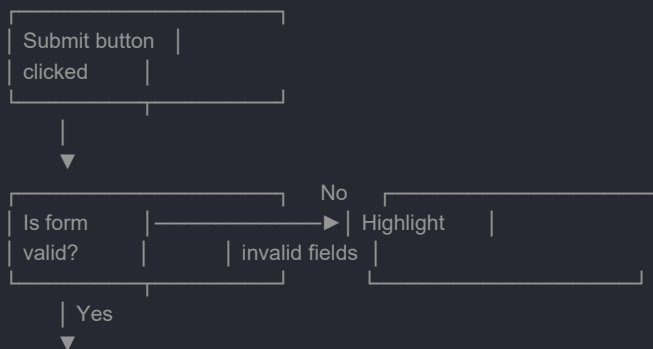 Submit button
clicked
No
Is form Highlight
valid? invalid fields
Yes